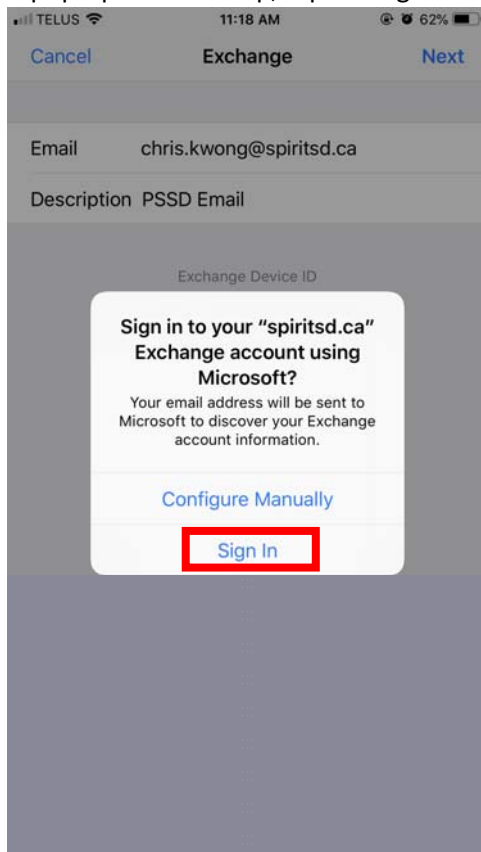 TELUS 11:18 AM 62%
Cancel Exchange Next
Email chris.kwong@spiritsd.ca
Description PSSD Email
Exchange Device ID
Sign in to your “spiritsd.ca”
Exchange account using
Microsoft?
Your email address will be sent to
Microsoft to discover your Exchange
account information.
Configure Manually
Sign In